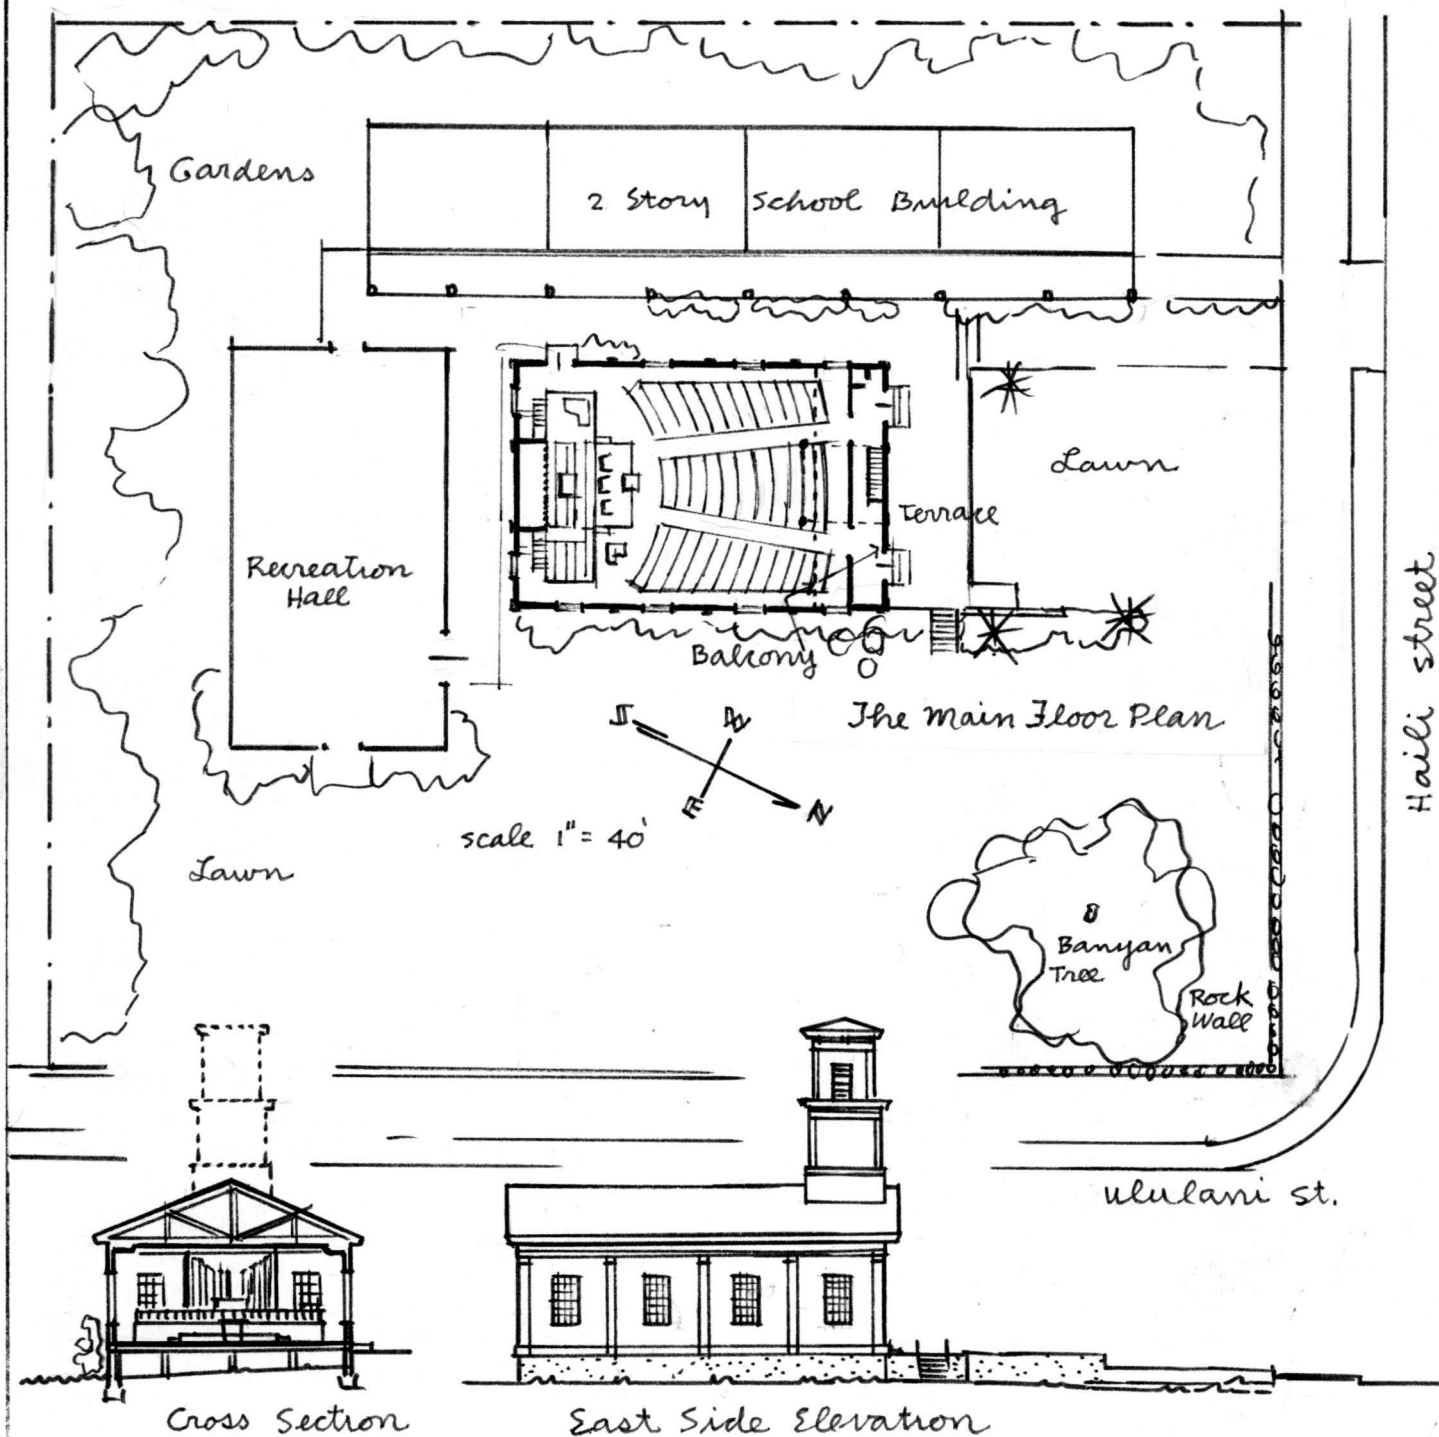 Gardens
2 Story School Building
Lawn
Terrace
Recreation
Hall
Haili street
Balcony
The Main Floor Plan
S
W
E
N
scale 1" = 40'
Lawn
Banyan
Tree
Rock
Wall
ululani st.
Cross Section
East Side Elevation